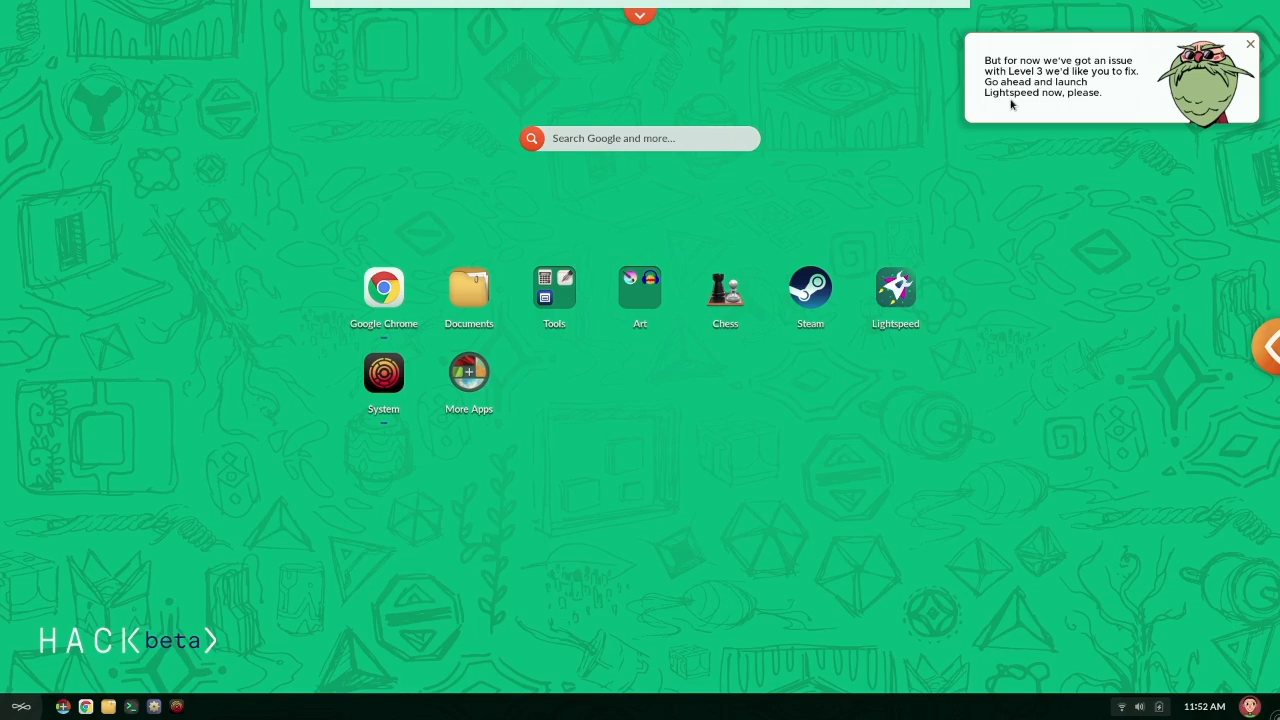 But for now we've got an issue
with Level 3 we'd like you to fix.
Go ahead and launch
Lightspeed now, please.
Search Google and more...
Google Chrome
Documents
Tools
Art
Chess
Steam
Lightspeed
System
More Apps
HACK beta
11:52 AM